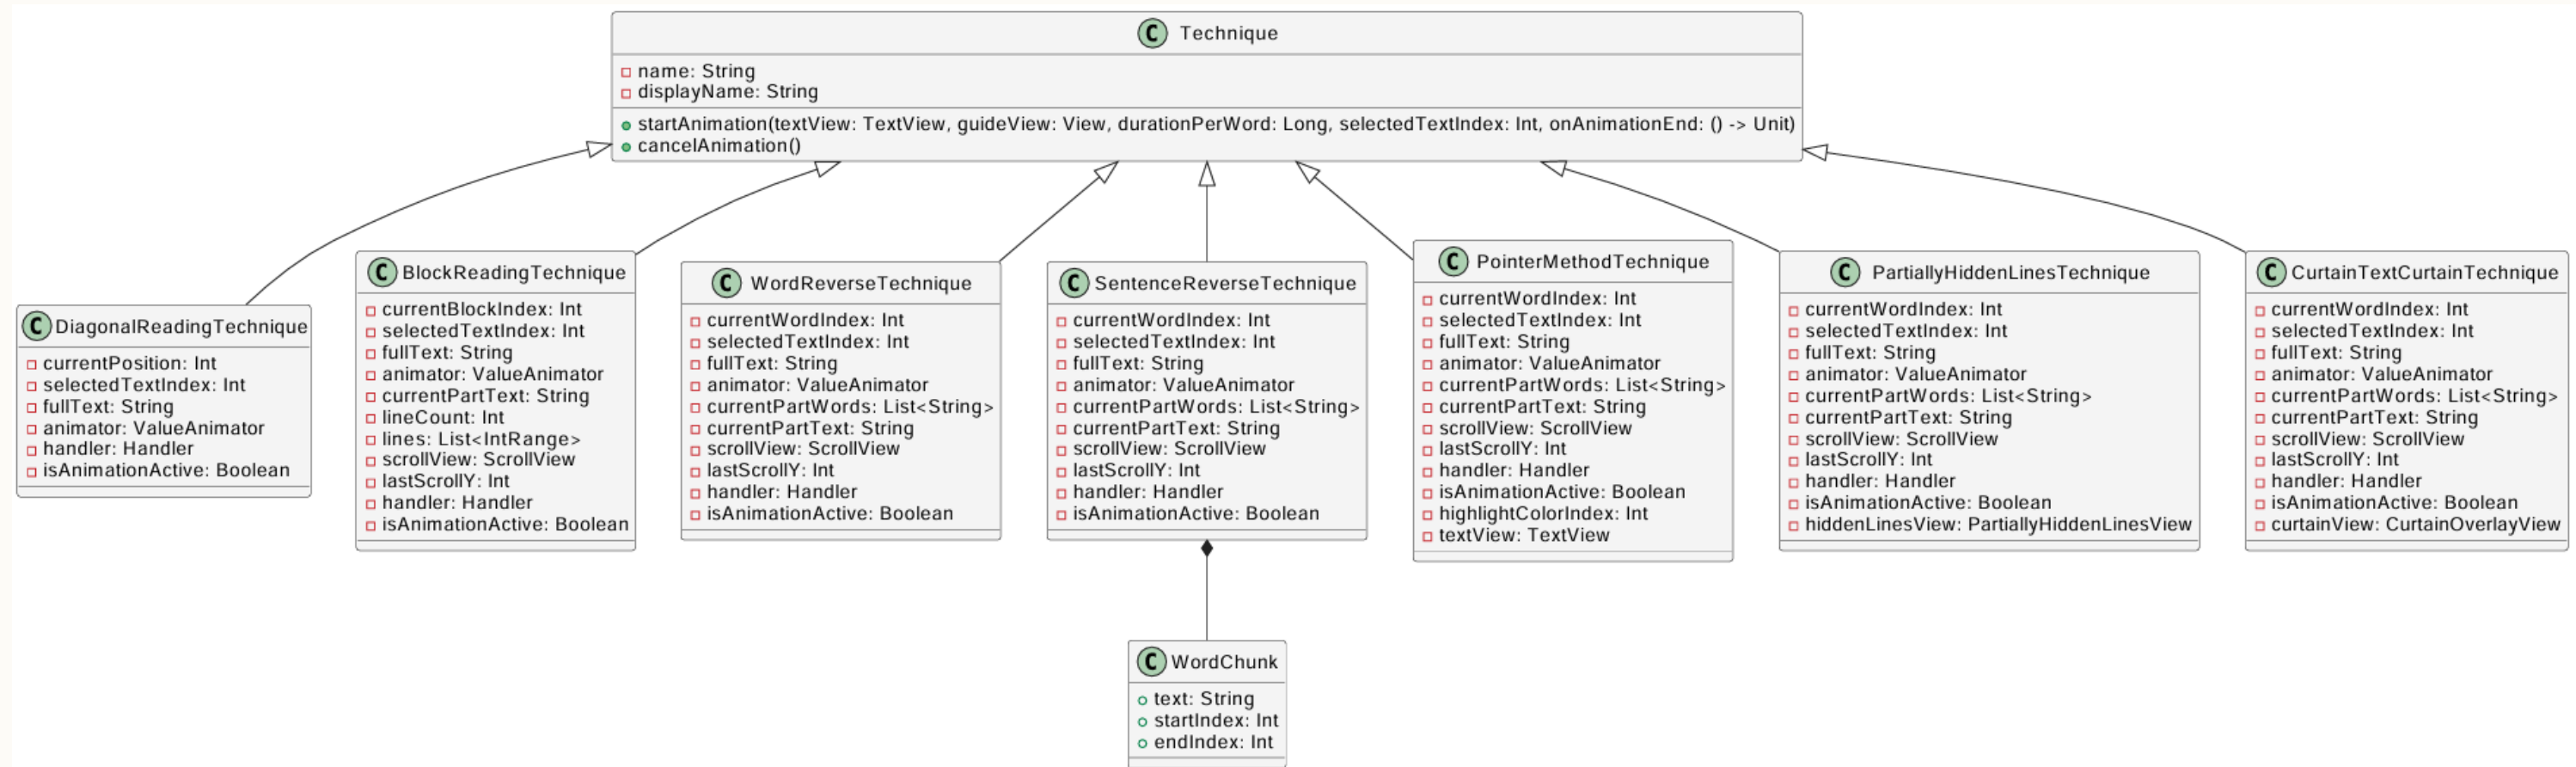 C Technique
name: String
displayName: String
startAnimation(textView: TextView, guideView: View, durationPerWord: Long, selectedTextIndex: Int, onAnimationEnd: () -> Unit)
cancelAnimation()
C DiagonalReadingTechnique
currentPosition: Int
selectedTextIndex: Int
fullText: String
animator: ValueAnimator
handler: Handler
isAnimationActive: Boolean
C BlockReadingTechnique
currentBlockIndex: Int
selectedTextIndex: Int
fullText: String
animator: ValueAnimator
currentPartText: String
lineCount: Int
lines: List<IntRange>
scrollView: ScrollView
lastScrollY: Int
handler: Handler
isAnimationActive: Boolean
C WordReverseTechnique
currentWordIndex: Int
selectedTextIndex: Int
fullText: String
animator: ValueAnimator
currentPartWords: List<String>
currentPartText: String
scrollView: ScrollView
lastScrollY: Int
handler: Handler
isAnimationActive: Boolean
C SentenceReverseTechnique
currentWordIndex: Int
selectedTextIndex: Int
fullText: String
animator: ValueAnimator
currentPartWords: List<String>
currentPartText: String
scrollView: ScrollView
lastScrollY: Int
handler: Handler
isAnimationActive: Boolean
C PointerMethodTechnique
currentWordIndex: Int
selectedTextIndex: Int
fullText: String
animator: ValueAnimator
currentPartWords: List<String>
currentPartText: String
scrollView: ScrollView
lastScrollY: Int
handler: Handler
isAnimationActive: Boolean
highlightColorIndex: Int
textView: TextView
C PartiallyHiddenLinesTechnique
currentWordIndex: Int
selectedTextIndex: Int
fullText: String
animator: ValueAnimator
currentPartWords: List<String>
currentPartText: String
scrollView: ScrollView
lastScrollY: Int
handler: Handler
isAnimationActive: Boolean
hiddenLinesView: PartiallyHiddenLinesView
C CurtainTextCurtainTechnique
currentWordIndex: Int
selectedTextIndex: Int
fullText: String
animator: ValueAnimator
currentPartWords: List<String>
currentPartText: String
scrollView: ScrollView
lastScrollY: Int
handler: Handler
isAnimationActive: Boolean
curtainView: CurtainOverlayView
C WordChunk
text: String
startIndex: Int
endIndex: Int